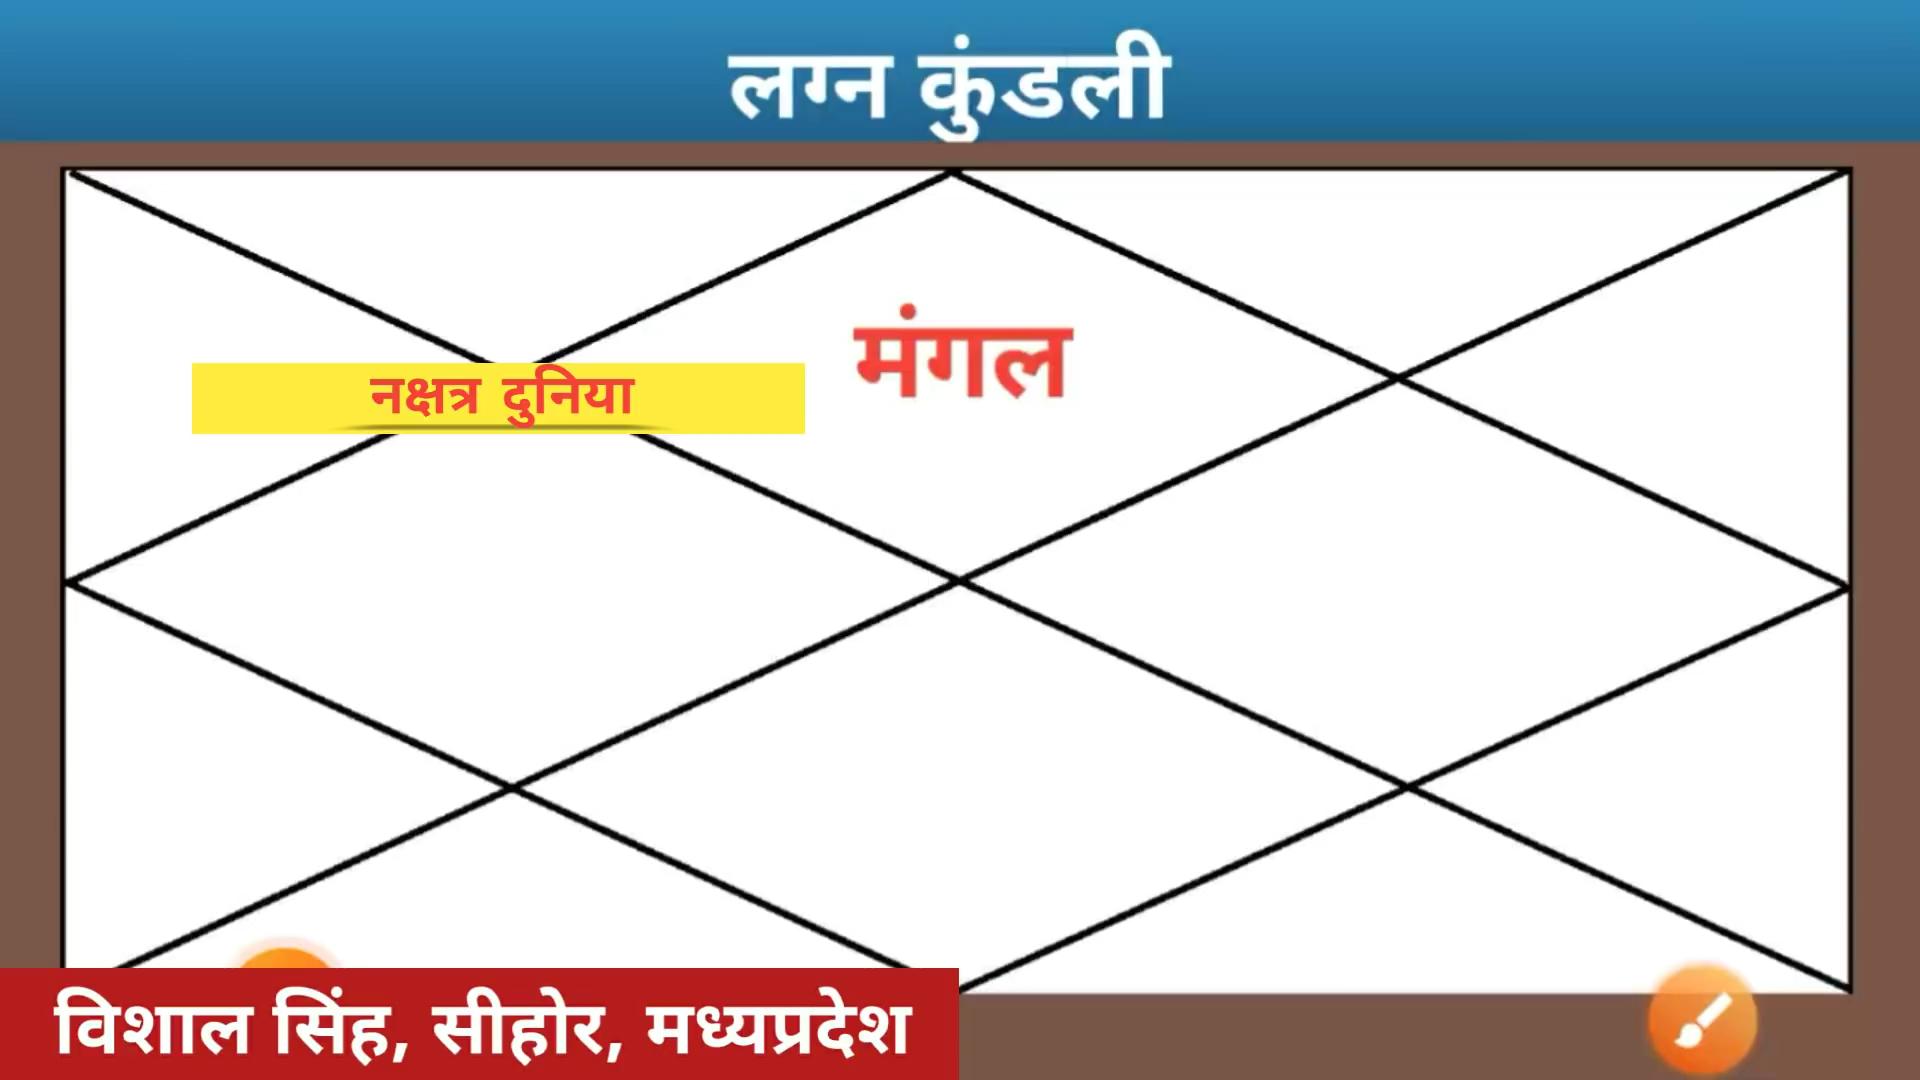 लग्न कुंडली
मंगल
नक्षत्र दुनिया
विशाल सिंह, सीहोर, मध्यप्रदेश